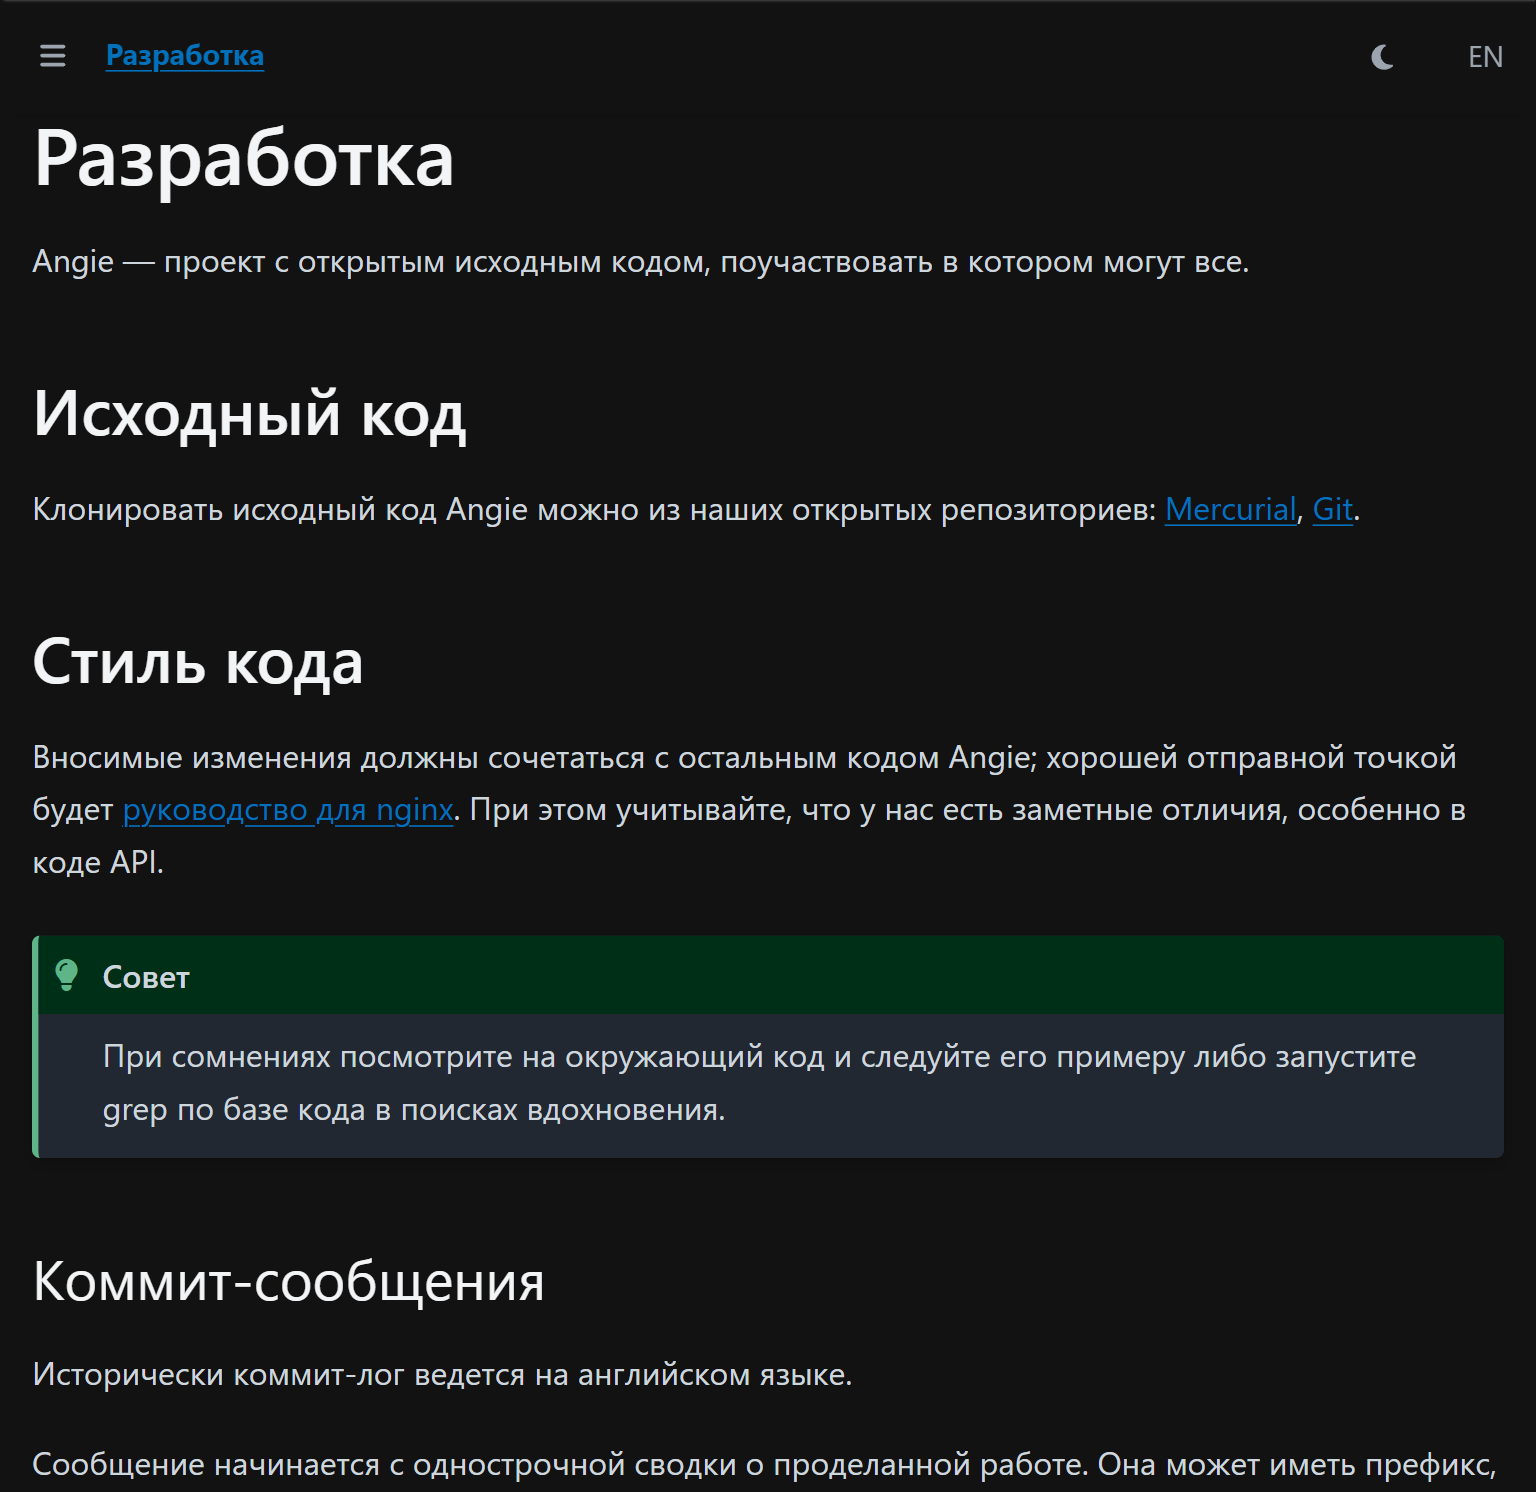 Разработка
EN
Разработка
Angie — проект с открытым исходным кодом, поучаствовать в котором могут все.
Исходный код
Клонировать исходный код Angie можно из наших открытых репозиториев: Mercurial, Git.
Стиль кода
Вносимые изменения должны сочетаться с остальным кодом Angie; хорошей отправной точкой
будет руководство для nginx. При этом учитывайте, что у нас есть заметные отличия, особенно в
коде API.
Совет
При сомнениях посмотрите на окружающий код и следуйте его примеру либо запустите
grep по базе кода в поисках вдохновения.
Коммит-сообщения
Исторически коммит-лог ведется на английском языке.
Сообщение начинается с однострочной сводки о проделанной работе. Она может иметь префикс,